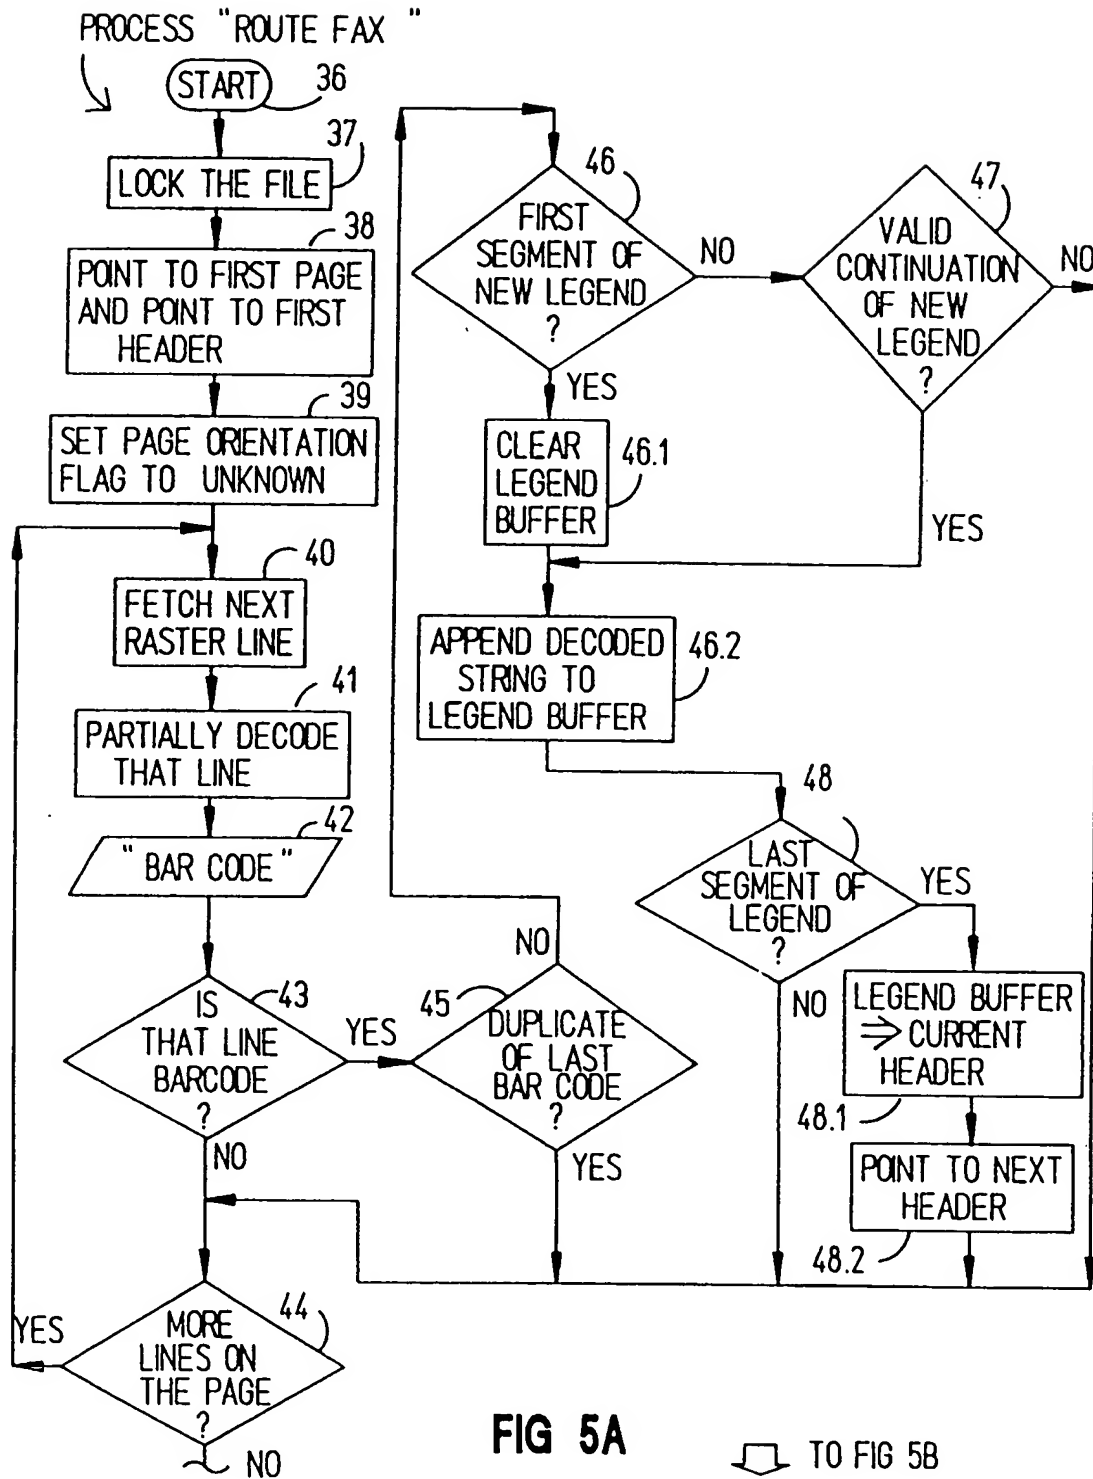 PROCESS "ROUTE FAX "
START
36
37
LOCK THE FILE
38
POINT TO FIRST PAGE
AND POINT TO FIRST
HEADER
39
SET PAGE ORIENTATION
FLAG TO UNKNOWN
40
FETCH NEXT
RASTER LINE
41
PARTIALLY DECODE
THAT LINE
42
" BAR CODE "
43
IS
THAT LINE
BARCODE
?
YES
NO
44
MORE
LINES ON
THE PAGE
?
YES
NO
45
DUPLICATE
OF LAST
BAR CODE
?
NO
YES
46
FIRST
SEGMENT OF
NEW LEGEND
?
NO
YES
47
VALID
CONTINUATION
OF NEW
LEGEND
?
NO
YES
CLEAR
LEGEND
BUFFER
46.1
APPEND DECODED
STRING TO
LEGEND BUFFER
46.2
48
LAST
SEGMENT OF
LEGEND
?
YES
NO
LEGEND BUFFER
⇒ CURRENT
HEADER
48.1
POINT TO NEXT
HEADER
48.2
FIG 5A
TO FIG 5B